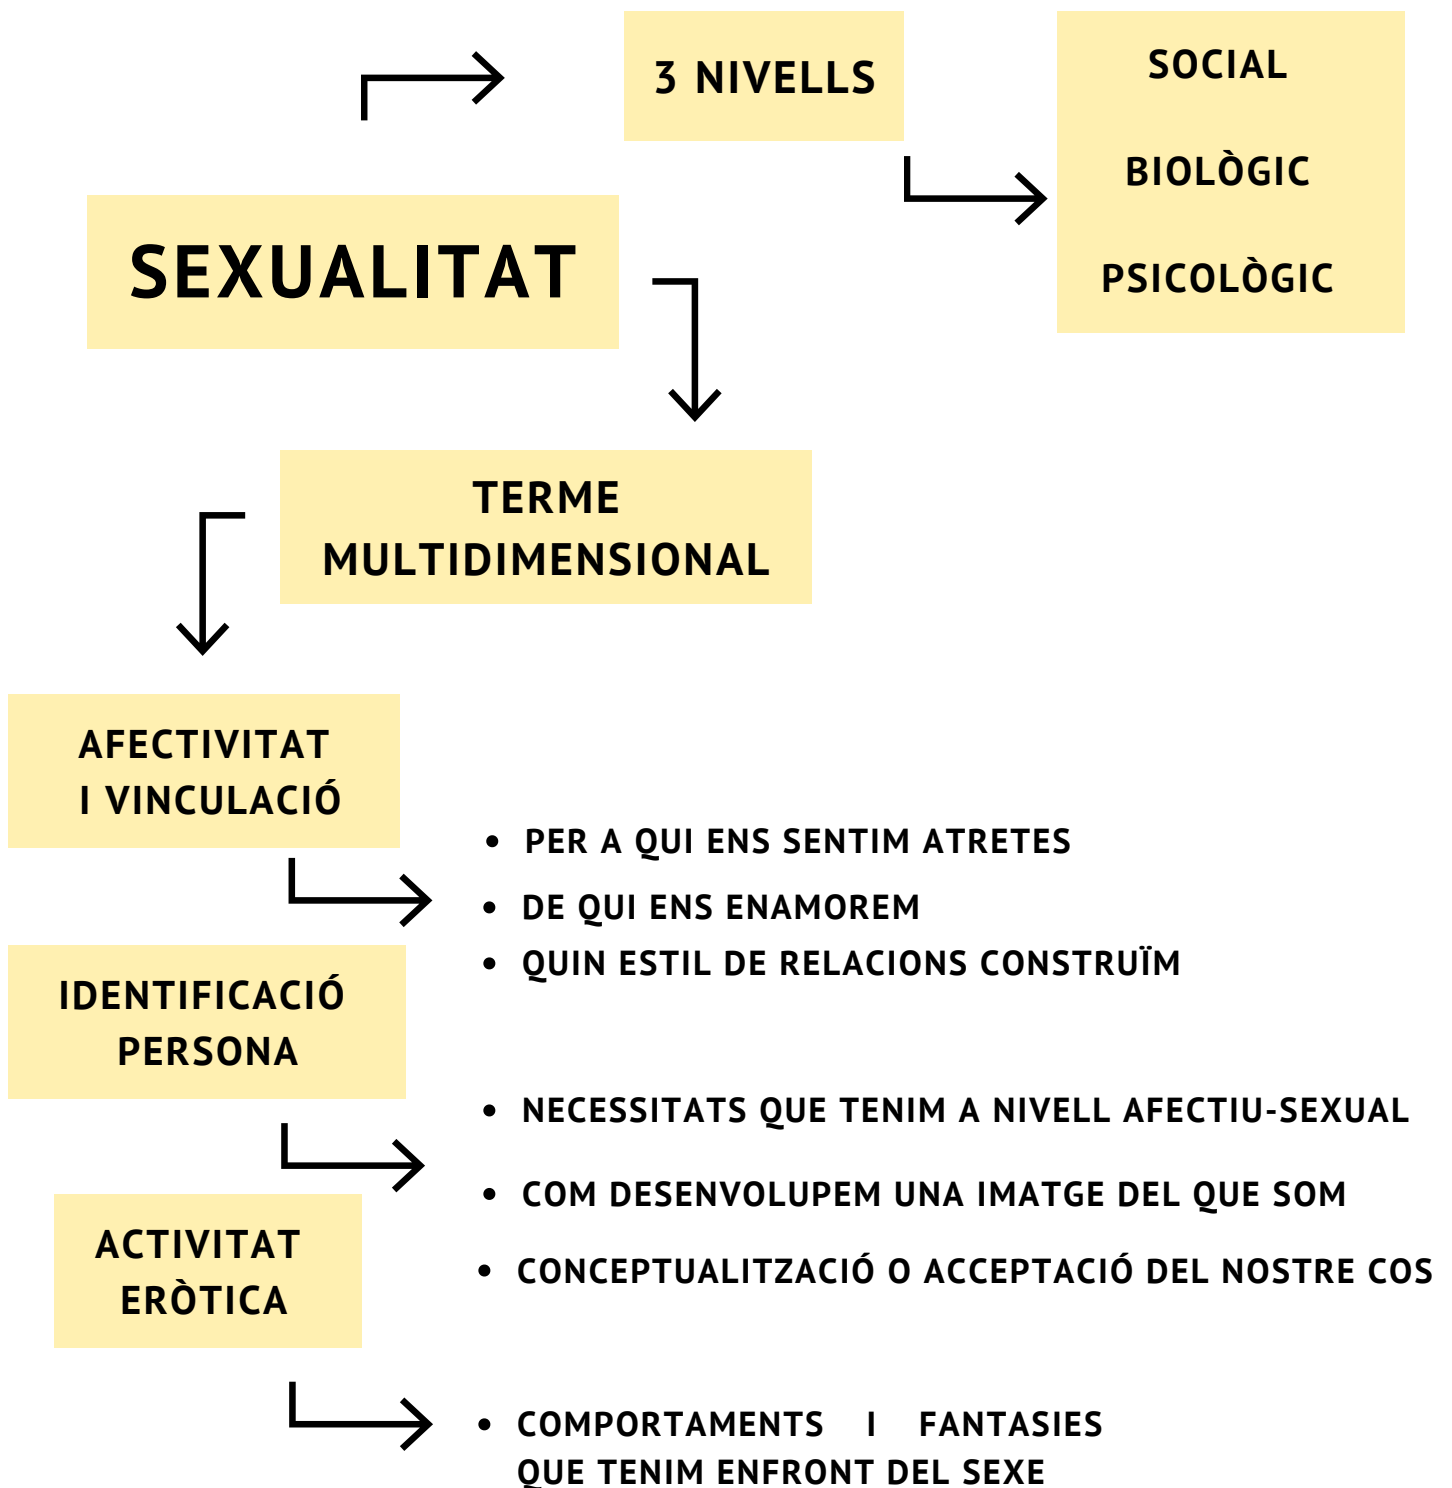 3 NIVELLS
SOCIAL
BIOLÒGIC
PSICOLÒGIC
SEXUALITAT
TERME
MULTIDIMENSIONAL
AFECTIVITAT
I VINCULACIÓ
• PER A QUI ENS SENTIM ATRETES
• DE QUI ENS ENAMOREM
• QUIN ESTIL DE RELACIONS CONSTRUÏM
IDENTIFICACIÓ
PERSONA
• NECESSITATS QUE TENIM A NIVELL AFECTIU-SEXUAL
• COM DESENVOLUPEM UNA IMATGE DEL QUE SOM
• CONCEPTUALITZACIÓ O ACCEPTACIÓ DEL NOSTRE COS
ACTIVITAT
ERÒTICA
• COMPORTAMENTS I FANTASIES
QUE TENIM ENFRONT DEL SEXE